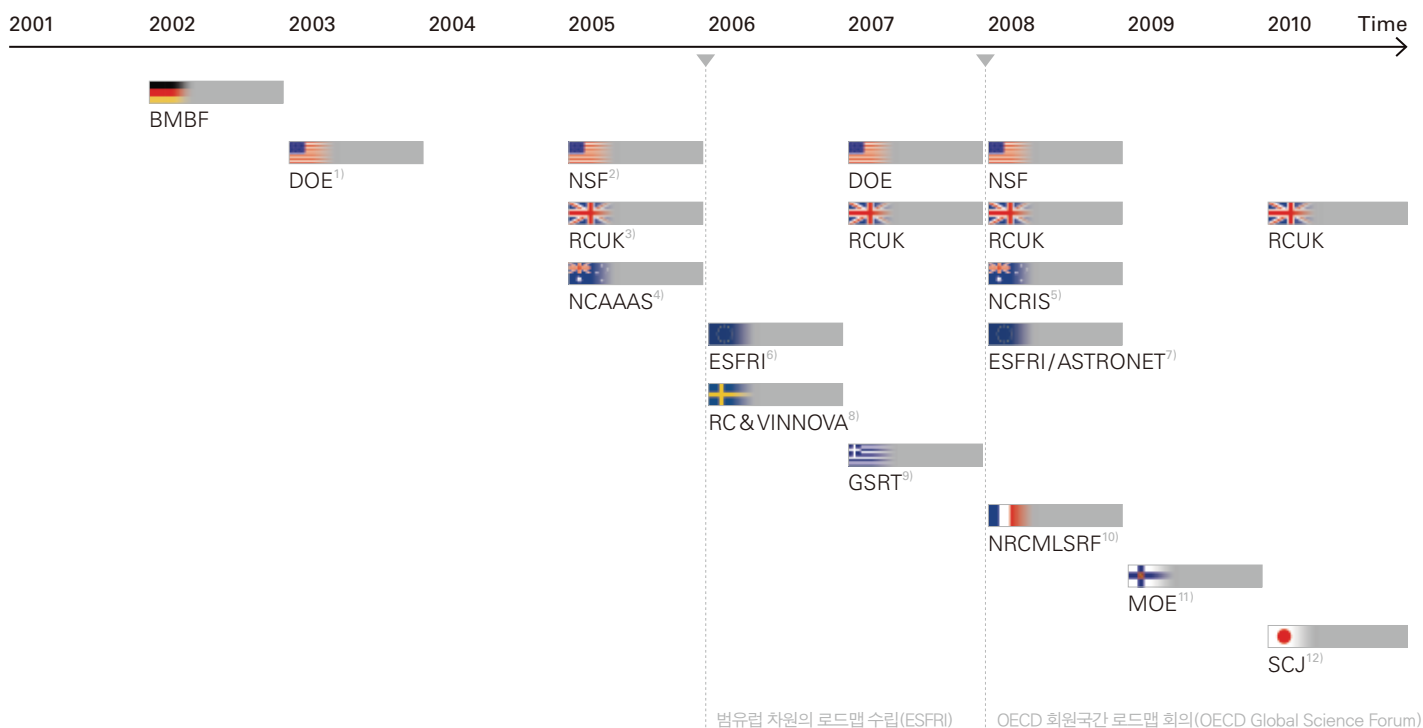 2001 2002 2003 2004 2005 2006 2007 2008 2009 2010 Time
BMBF
DOE1) NSF2) DOE NSF
RCUK3) RCUK RCUK RCUK
NCAAAS4) NCRIS5)
ESFRI6) ESFRI/ASTRONET7)
RC & VINNOVA8)
GSRT9)
NRCMLSRF10)
MOE11)
SCJ12)
범유럽 차원의 로드맵 수립(ESFRI) OECD 회원국간 로드맵 회의(OECD Global Science Forum)